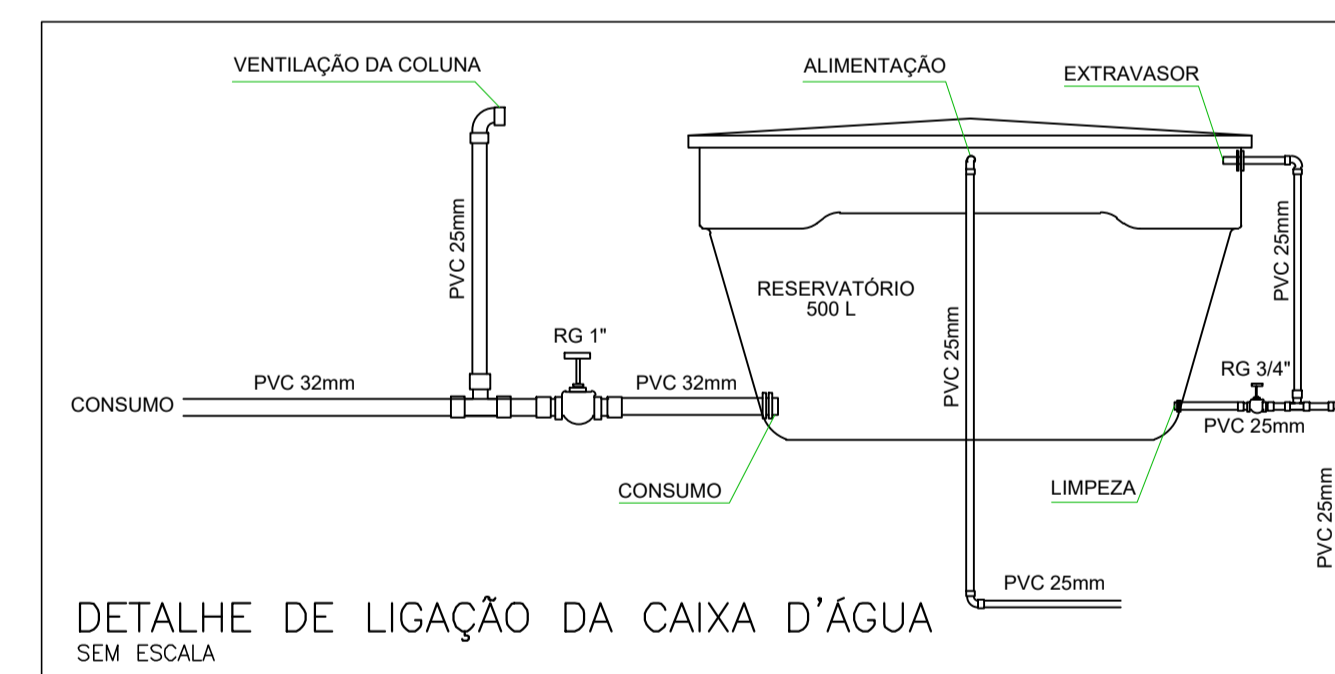 VENTILAÇÃO DA COLUNA
ALIMENTAÇÃO
EXTRAVASOR
PVC 25mm
PVC 25mm
RESERVATÓRIO
500 L
PVC 25mm
RG 1"
RG 3/4"
PVC 32mm
PVC 32mm
CONSUMO
PVC 25mm
CONSUMO
LIMPEZA
PVC 25mm
PVC 25mm
DETALHE DE LIGAÇÃO DA CAIXA D'ÁGUA
SEM ESCALA